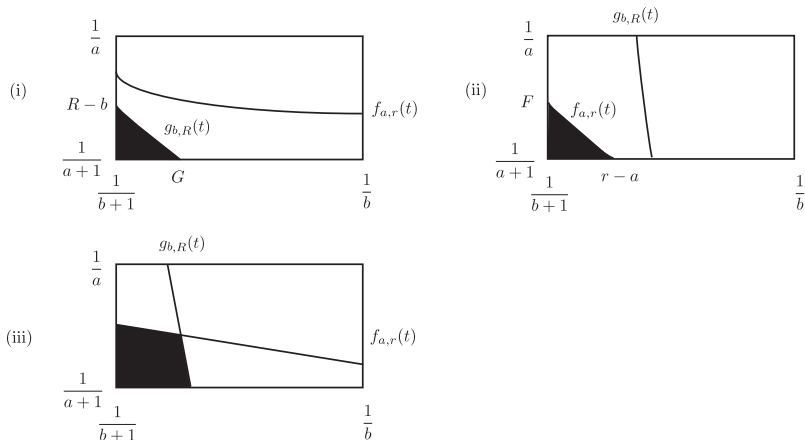 (i)
1/a
R − b
1/(a+1)
1/(b+1)
g_{b,R}(t)
G
f_{a,r}(t)
1/b
(ii)
1/a
F
1/(a+1)
1/(b+1)
g_{b,R}(t)
f_{a,r}(t)
r − a
1/b
(iii)
1/a
1/(a+1)
1/(b+1)
g_{b,R}(t)
f_{a,r}(t)
1/b